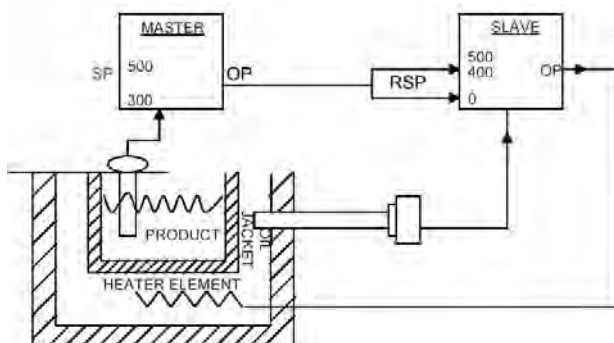 MASTER
SP 500
OP
300
RSP
SLAVE
500
400
OP
0
PRODUCT
OIL
JACKET
HEATER ELEMENT